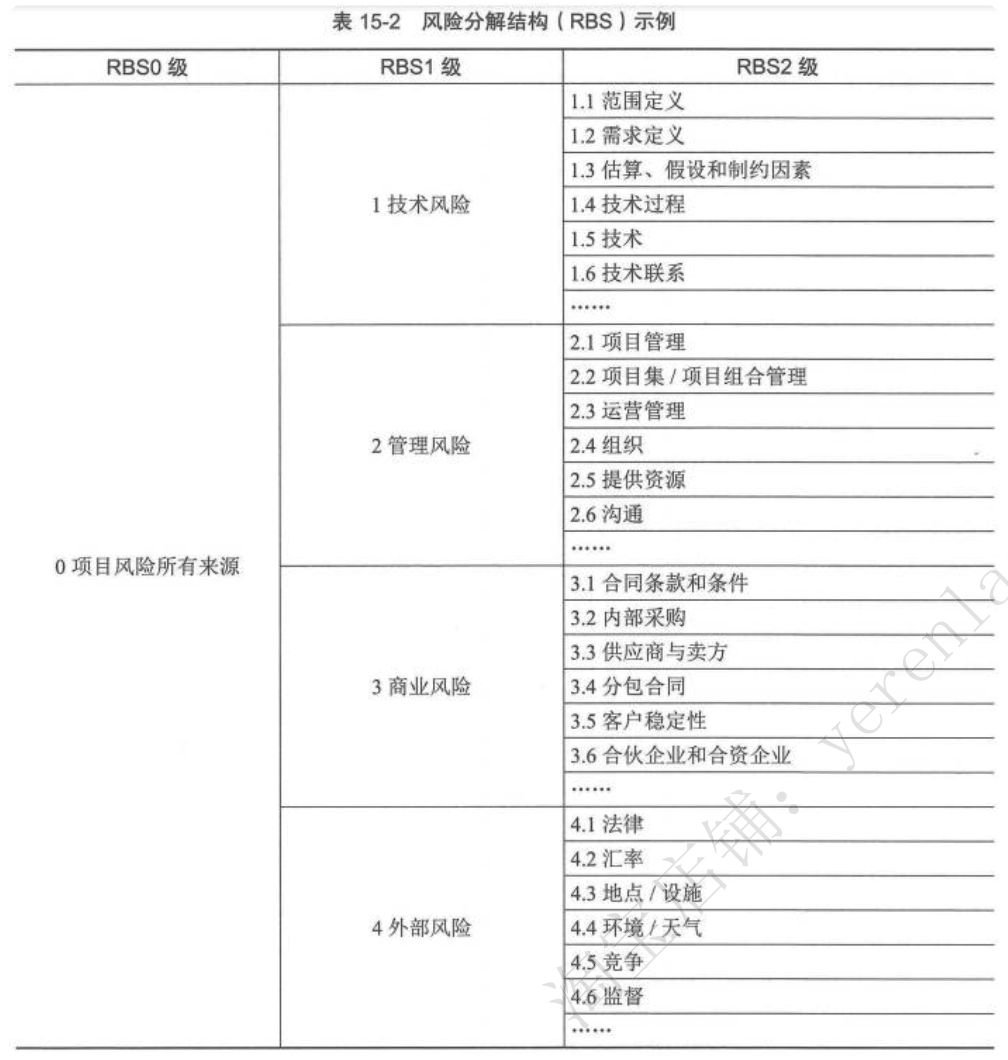 表 15-2 风险分解结构（RBS）示例
RBS0 级 RBS1 级 RBS2 级
1.1 范围定义
1.2 需求定义
1.3 估算、假设和制约因素
1 技术风险 1.4 技术过程
1.5 技术
1.6 技术联系
……
2.1 项目管理
2.2 项目集 / 项目组合管理
2.3 运营管理
2 管理风险 2.4 组织
2.5 提供资源
2.6 沟通
……
0 项目风险所有来源
3.1 合同条款和条件
3.2 内部采购
3.3 供应商与卖方
3 商业风险 3.4 分包合同
3.5 客户稳定性
3.6 合伙企业和合资企业
……
4.1 法律
4.2 汇率
4.3 地点 / 设施
4 外部风险 4.4 环境 / 天气
4.5 竞争
4.6 监督
……
淘宝店铺：yerenla